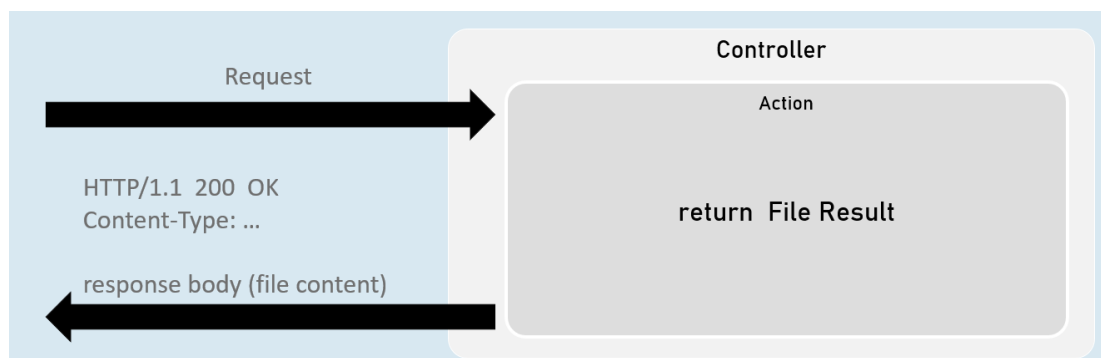 Controller
Request
Action
HTTP/1.1 200 OK
Content-Type: ...
return File Result
response body (file content)